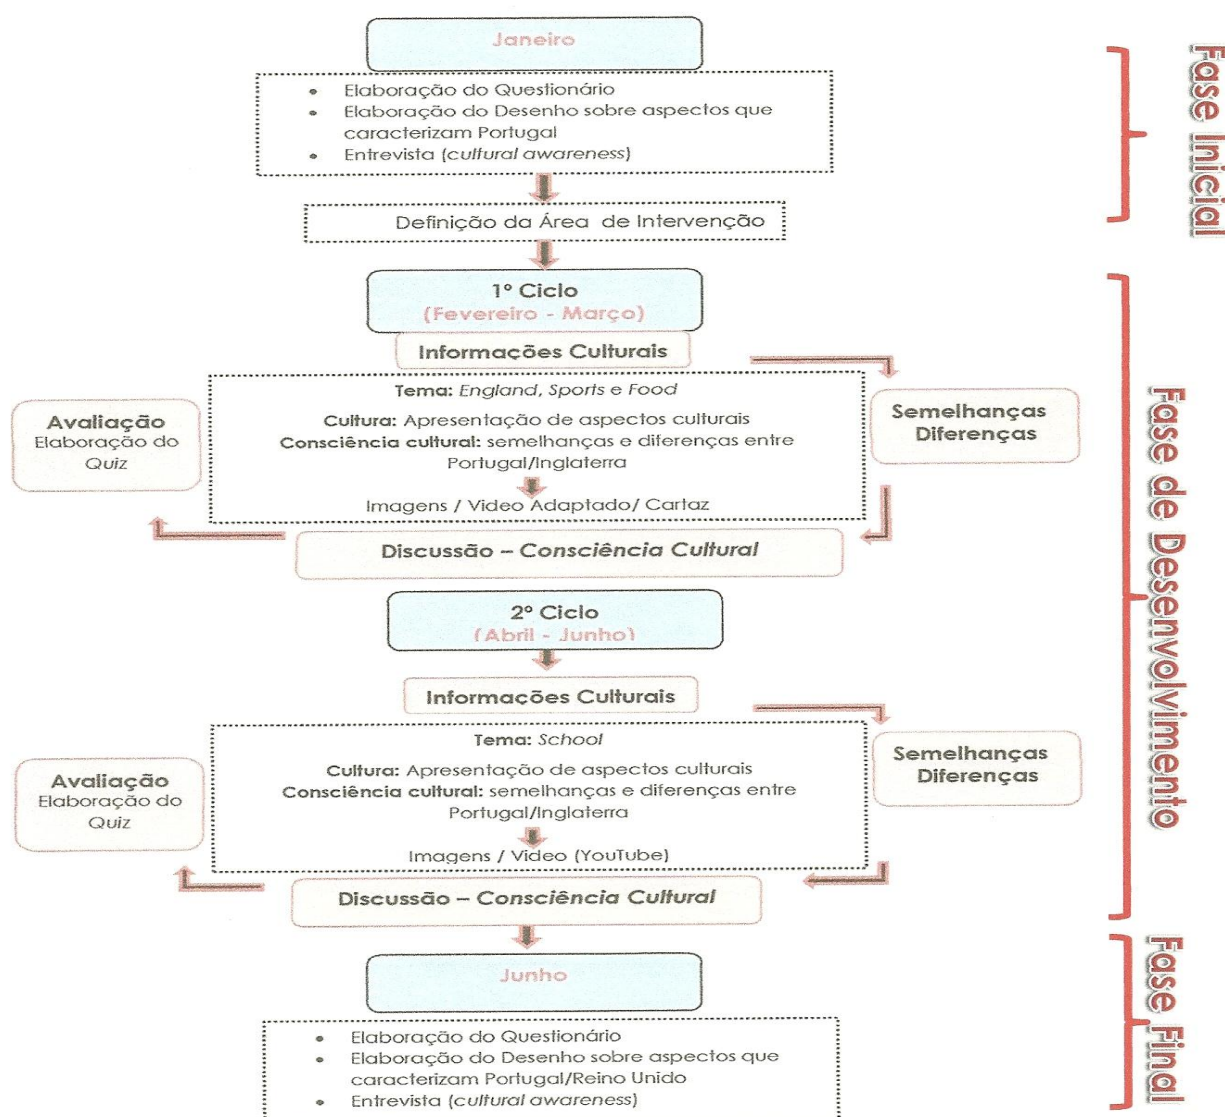 Janeiro
Fase Inicial
• Elaboração do Questionário
• Elaboração do Desenho sobre aspectos que
caracterizam Portugal
• Entrevista (cultural awareness)
Definição da Área de Intervenção
1º Ciclo
(Fevereiro - Março)
Fase de Desenvolvimento
Informações Culturais
Tema: England, Sports e Food
Cultura: Apresentação de aspectos culturais
Consciência cultural: semelhanças e diferenças entre
Portugal/Inglaterra
Imagens / Video Adaptado/ Cartaz
Semelhanças
Diferenças
Discussão – Consciência Cultural
Avaliação
Elaboração do
Quiz
2º Ciclo
(Abril - Junho)
Informações Culturais
Tema: School
Cultura: Apresentação de aspectos culturais
Consciência cultural: semelhanças e diferenças entre
Portugal/Inglaterra
Imagens / Video (YouTube)
Semelhanças
Diferenças
Discussão – Consciência Cultural
Avaliação
Elaboração do
Quiz
Junho
Fase Final
• Elaboração do Questionário
• Elaboração do Desenho sobre aspectos que
caracterizam Portugal/Reino Unido
• Entrevista (cultural awareness)